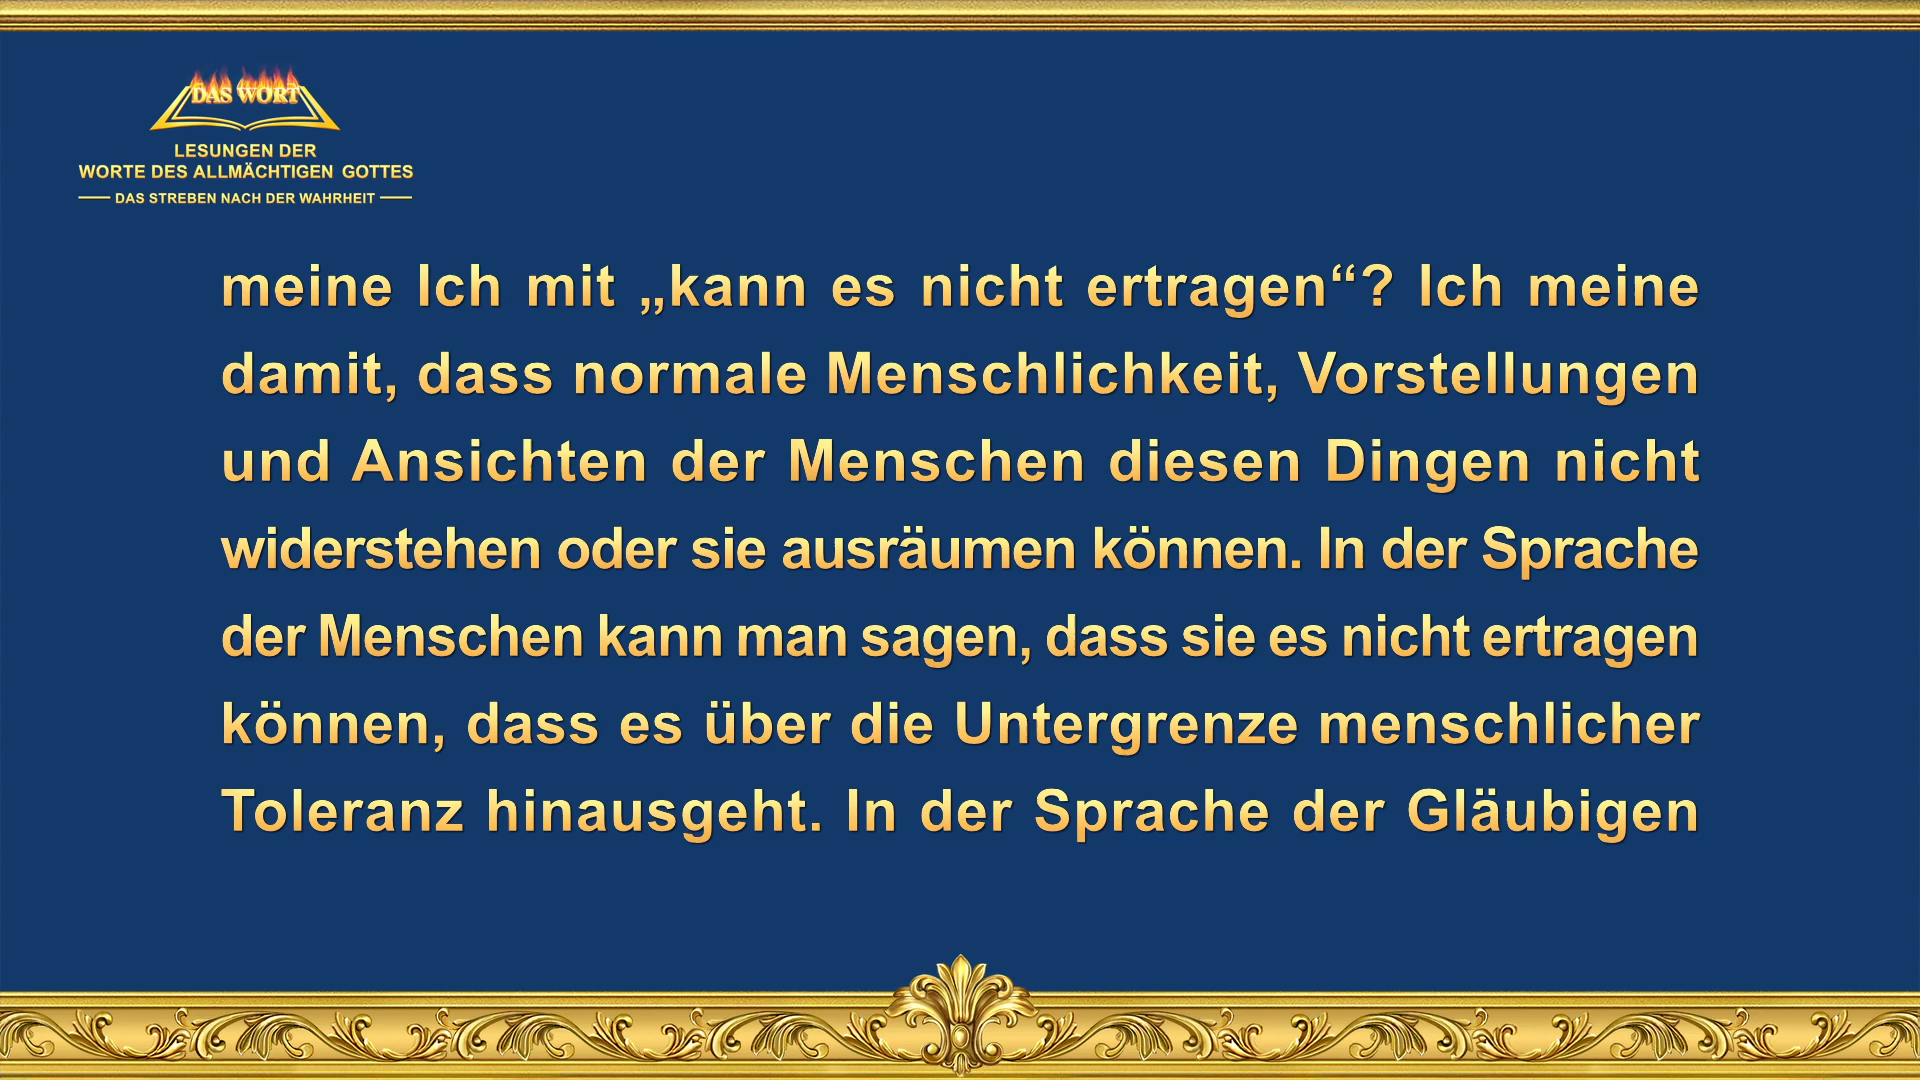 DAS WORT
LESUNGEN DER
WORTE DES ALLMÄCHTIGEN GOTTES
DAS STREBEN NACH DER WAHRHEIT
meine Ich mit „kann es nicht ertragen“? Ich meine
damit, dass normale Menschlichkeit, Vorstellungen
und Ansichten der Menschen diesen Dingen nicht
widerstehen oder sie ausräumen können. In der Sprache
der Menschen kann man sagen, dass sie es nicht ertragen
können, dass es über die Untergrenze menschlicher
Toleranz hinausgeht. In der Sprache der Gläubigen